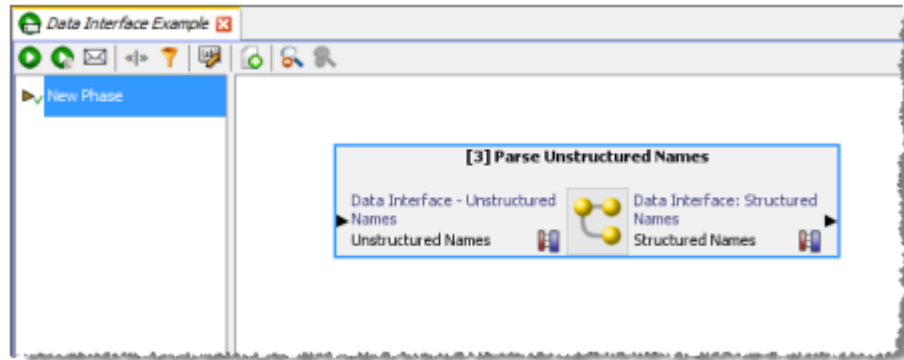 Data Interface Example
New Phase
[3] Parse Unstructured Names
Data Interface - Unstructured
Names
Unstructured Names
Data Interface: Structured
Names
Structured Names